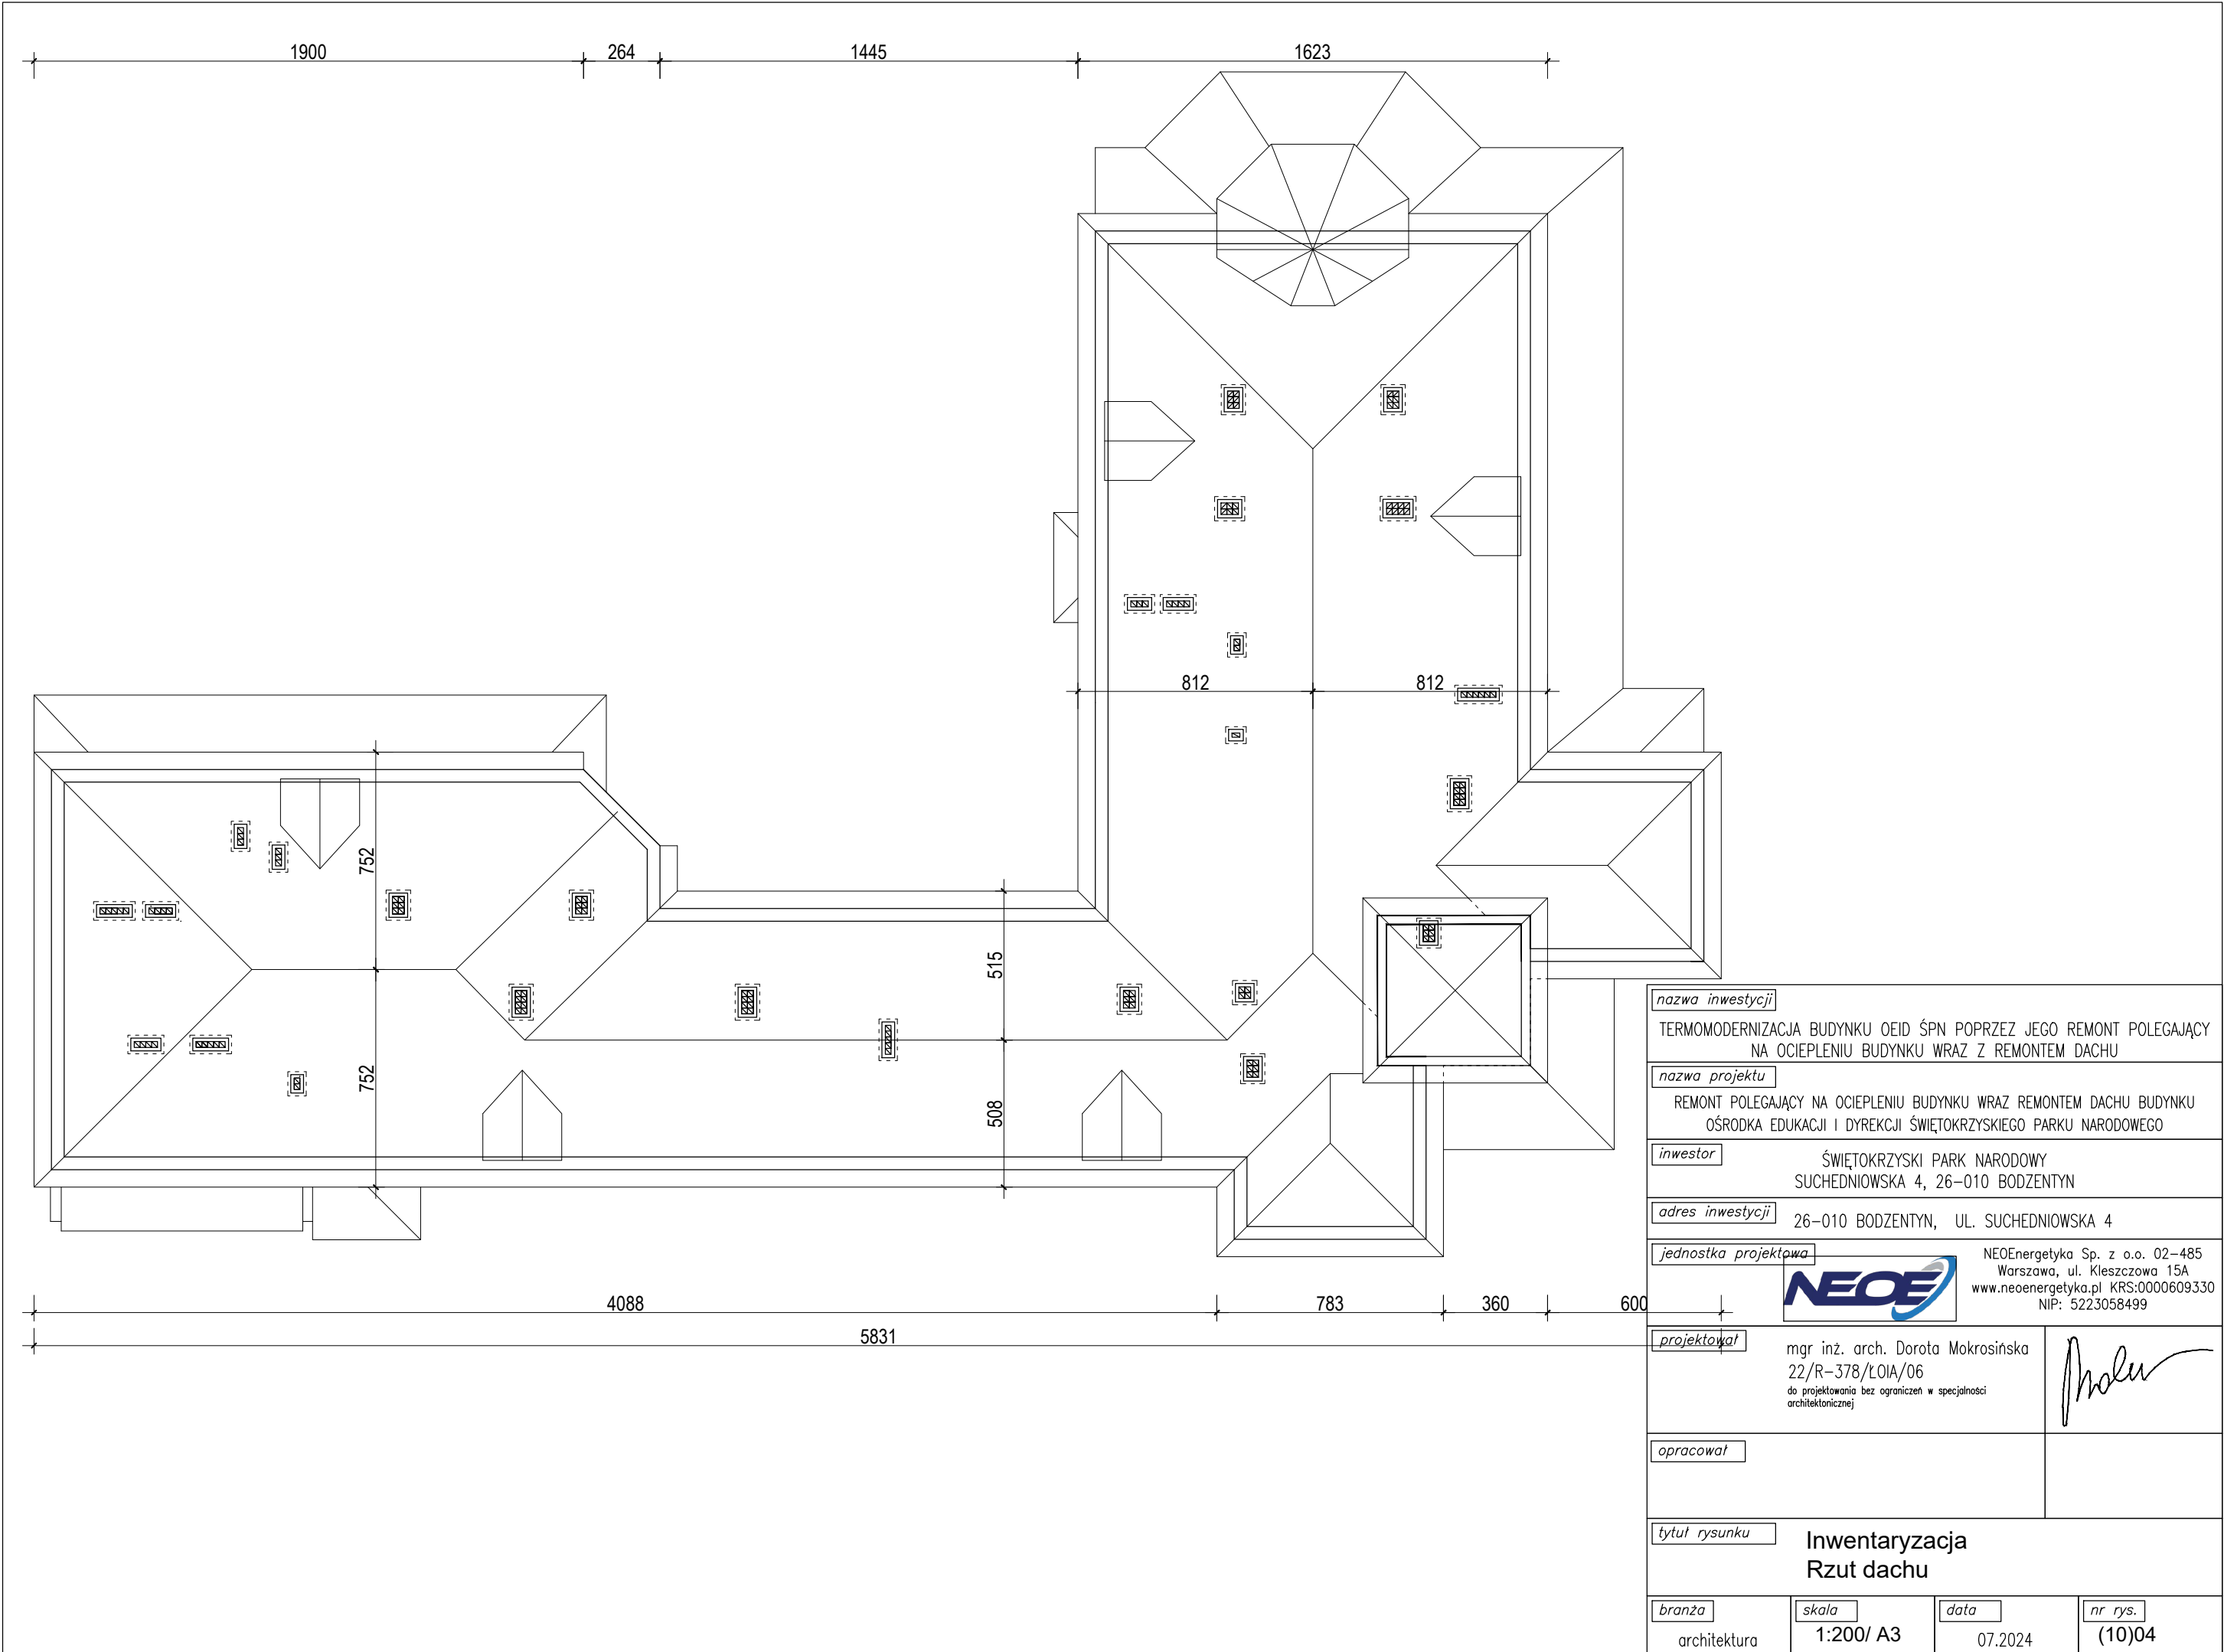 1900 264 1445 1623
812 812
752
515
752
508
4088 783 360 600
5831
nazwa inwestycji
TERMOMODERNIZACJA BUDYNKU OEID ŚPN POPRZEZ JEGO REMONT POLEGAJĄCY
NA OCIEPLENIU BUDYNKU WRAZ Z REMONTEM DACHU
nazwa projektu
REMONT POLEGAJĄCY NA OCIEPLENIU BUDYNKU WRAZ REMONTEM DACHU BUDYNKU
OŚRODKA EDUKACJI I DYREKCJI ŚWIĘTOKRZYSKIEGO PARKU NARODOWEGO
inwestor
ŚWIĘTOKRZYSKI PARK NARODOWY
SUCHEDNIOWSKA 4, 26-010 BODZENTYN
adres inwestycji
26-010 BODZENTYN, UL. SUCHEDNIOWSKA 4
jednostka projektowa
NEOE
NEOEnergetyka Sp. z o.o. 02-485
Warszawa, ul. Kleszczowa 15A
www.neoenergetyka.pl KRS:0000609330
NIP: 5223058499
projektował
mgr inż. arch. Dorota Mokrosińska
22/R-378/ŁOIA/06
do projektowania bez ograniczeń w specjalności
architektonicznej
opracował
tytuł rysunku
Inwentaryzacja
Rzut dachu
branża
architektura
skala
1:200/ A3
data
07.2024
nr rys.
(10)04